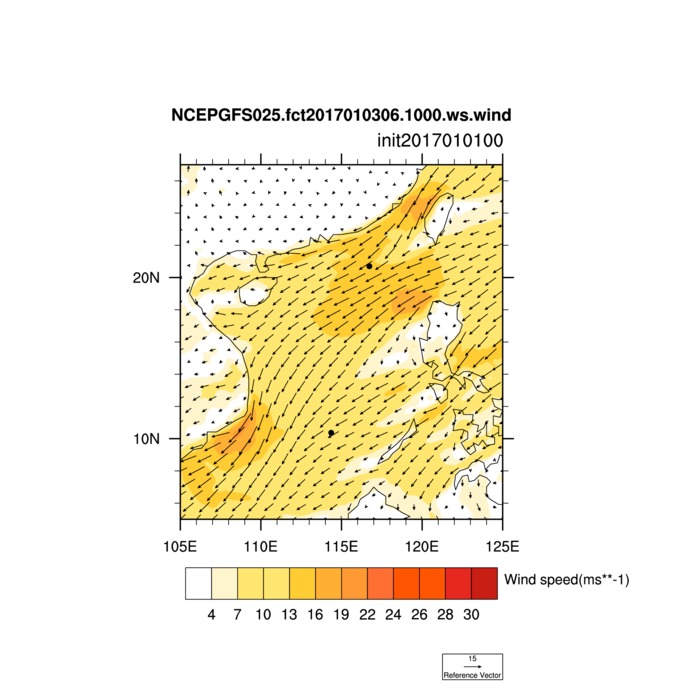 NCEPGFS025.fct2017010306.1000.ws.wind
init2017010100
20N
10N
105E 110E 115E 120E 125E
Wind speed(ms**-1)
4 7 10 13 16 19 22 24 26 28 30
15
Reference Vector